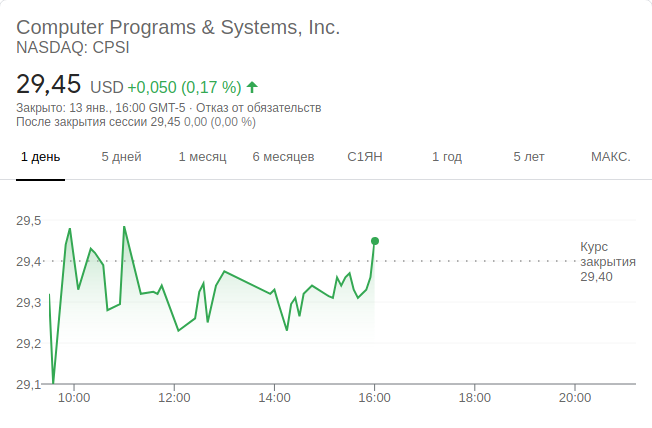 Computer Programs & Systems, Inc.
NASDAQ: CPSI
29,45 USD +0,050 (0,17 %)
Закрыто: 13 янв., 16:00 GMT-5 · Отказ от обязательств
После закрытия сессии 29,45 0,00 (0,00 %)
1 день 5 дней 1 месяц 6 месяцев С1ЯН 1 год 5 лет МАКС.
29,5
Курс
29,4 закрытия
29,40
29,3
29,2
29,1
10:00 12:00 14:00 16:00 18:00 20:00